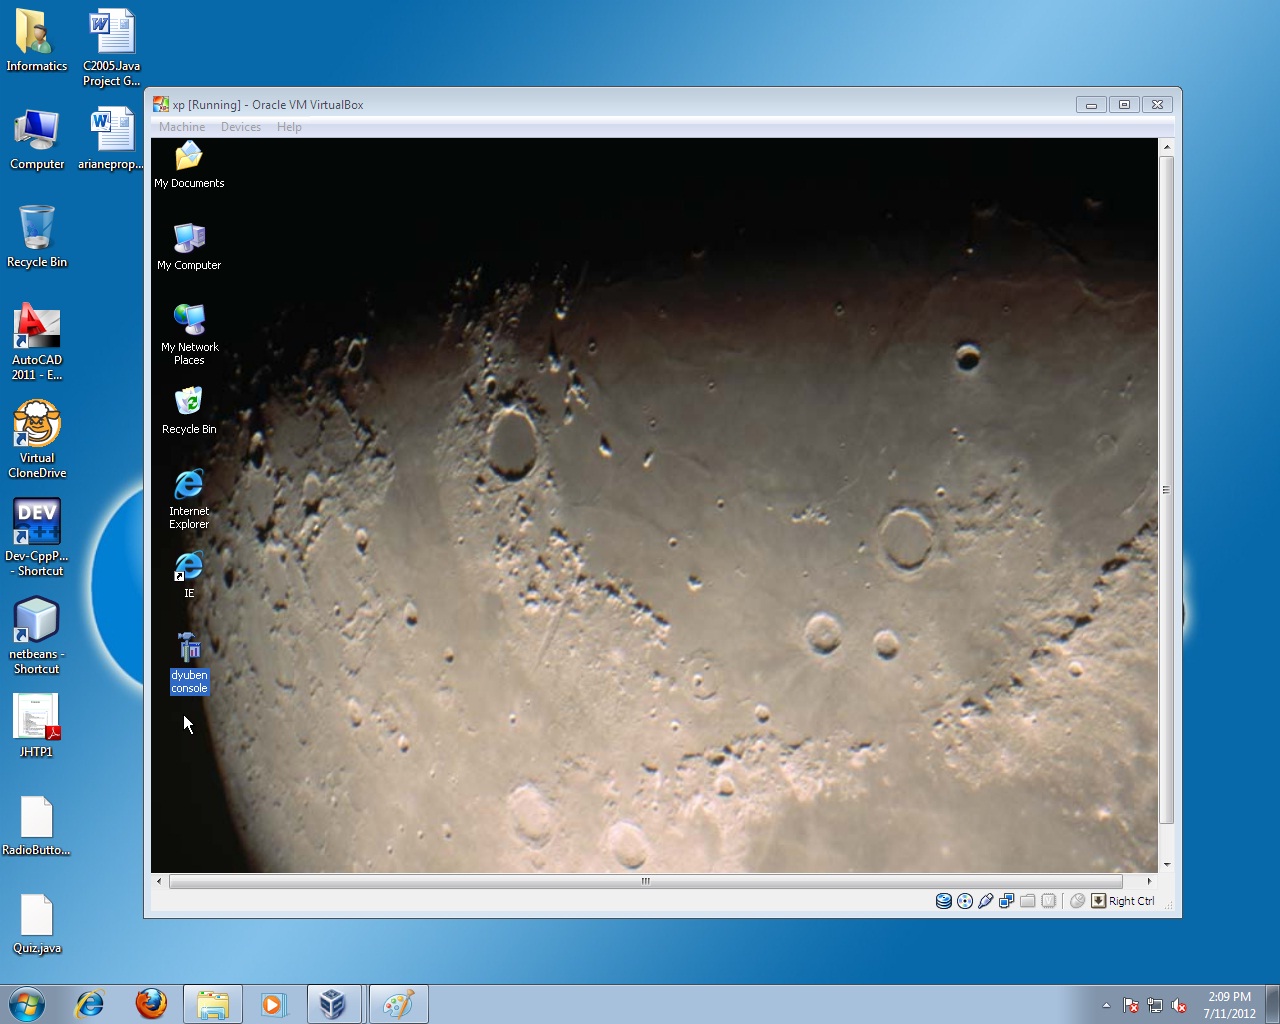 Informatics
C2005.Java
Project G...
Computer
arianeprop...
Recycle Bin
AutoCAD
2011 - E...
Virtual
CloneDrive
DEV
C++
Dev-CppP...
- Shortcut
netbeans -
Shortcut
JHTP1
RadioButto...
Quiz.java
xp [Running] - Oracle VM VirtualBox
Machine Devices Help
My Documents
My Computer
My Network
Places
Recycle Bin
Internet
Explorer
IE
dyuben
console
Right Ctrl
2:09 PM
7/11/2012